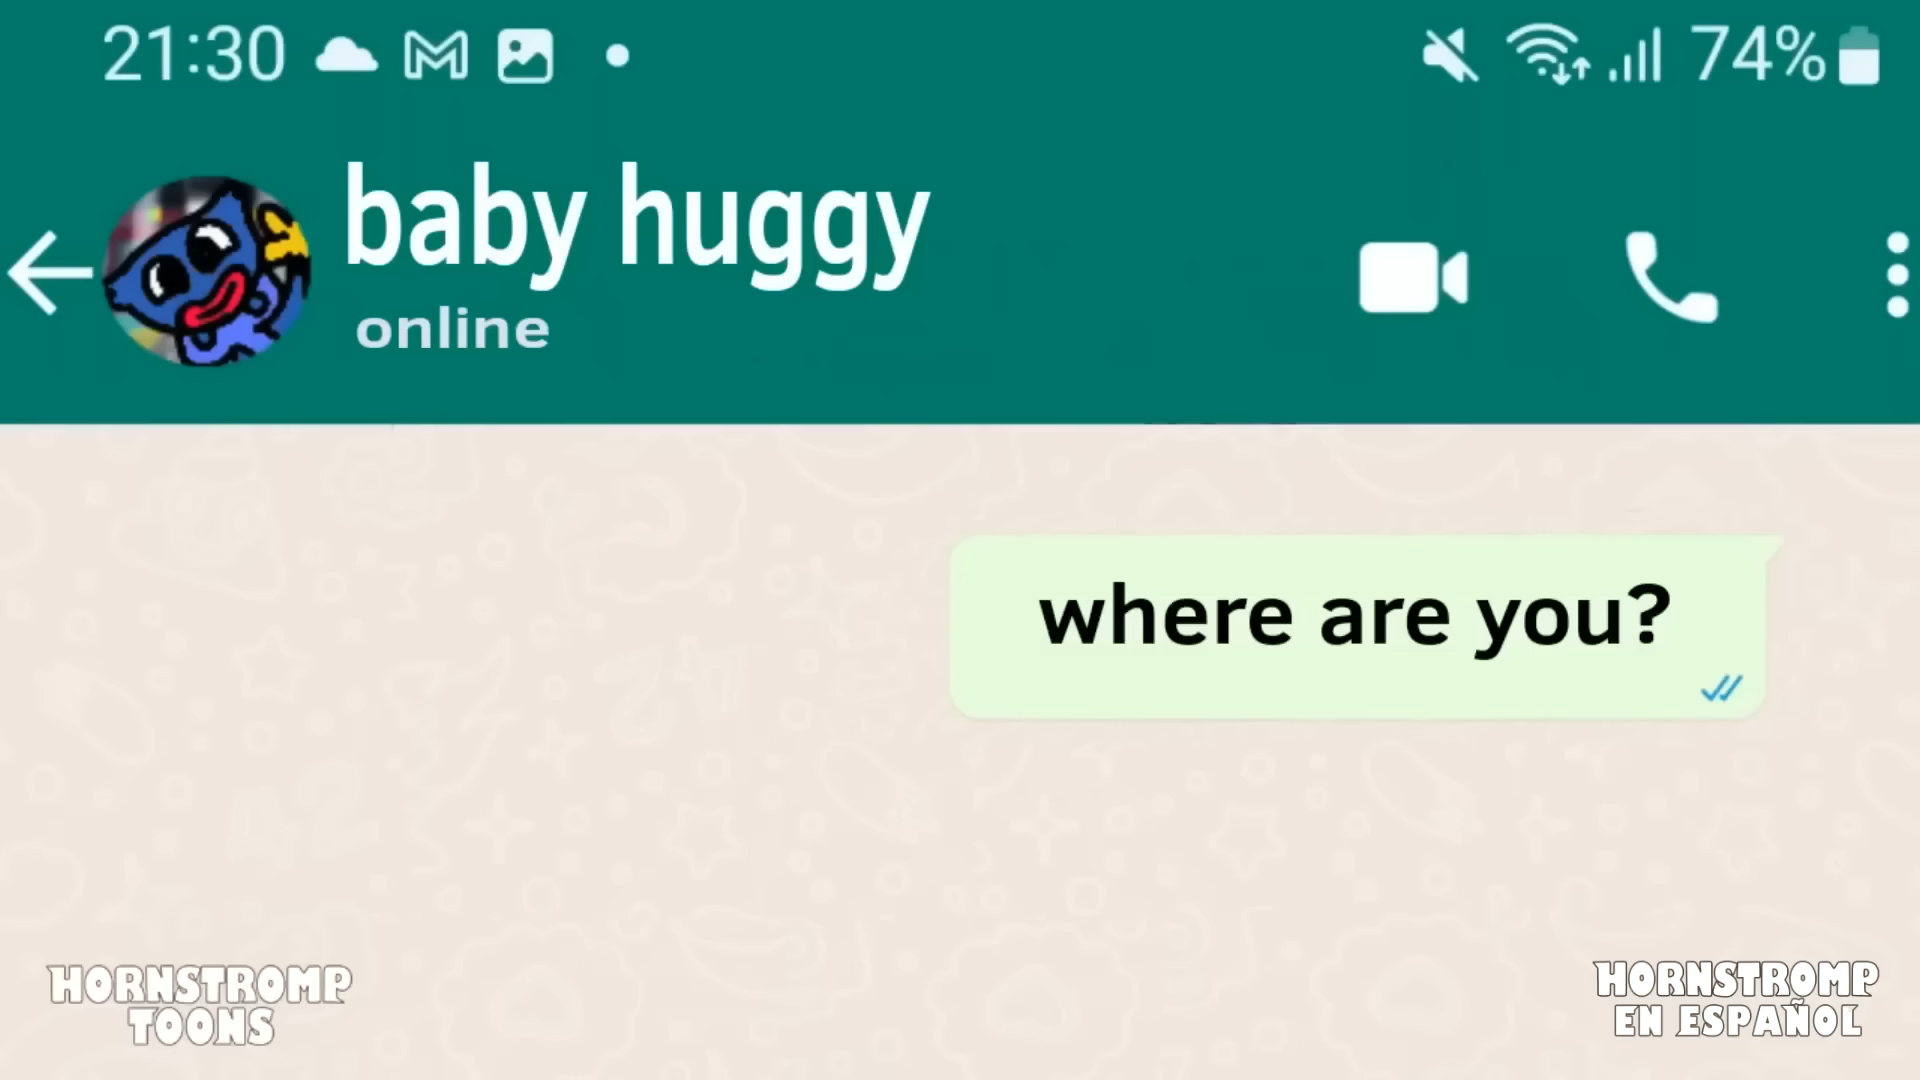 21:30
74%
baby huggy
online
where are you?
HORNSTROMP
TOONS
HORNSTROMP
EN ESPAÑOL